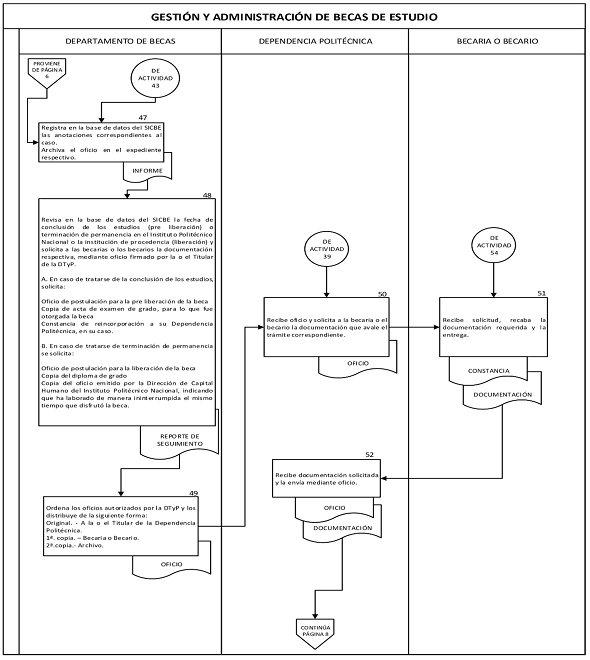 GESTIÓN Y ADMINISTRACIÓN DE BECAS DE ESTUDIO
DEPARTAMENTO DE BECAS
DEPENDENCIA POLITÉCNICA
BECARIA O BECARIO
PROVIENE
DE PÁGINA
6
DE
ACTIVIDAD
43
47
Registra en la base de datos del SICBE
las anotaciones correspondientes al
caso.
Archiva el oficio en el expediente
respectivo.
INFORME
48
Revisa en la base de datos del SICBE la fecha de
conclusión de los estudios (pre liberación) o
terminación de permanencia en el Instituto Politécnico
Nacional o la institución de procedencia (liberación) y
solicita a las becarias o los becarios la documentación
respectiva, mediante oficio firmado por la o el Titular
de la DTyP.
A. En caso de tratarse de la conclusión de los estudios,
solicita:
Oficio de postulación para la pre liberación de la beca
Copia de acta de examen de grado, para lo que fue
otorgada la beca
Constancia de reincorporación a su Dependencia
Politécnica, en su caso.
B. En caso de tratarse de terminación de permanencia
se solicita:
Oficio de postulación para la liberación de la beca
Copia del diploma de grado
Copia del oficio emitido por la Dirección de Capital
Humano del Instituto Politécnico Nacional, indicando
que ha laborado de manera ininterrumpida el mismo
tiempo que disfrutó la beca.
REPORTE DE
SEGUIMIENTO
49
Ordena los oficios autorizados por la DTyP y los
distribuye de la siguiente forma:
Original. - A la o el Titular de la Dependencia
Politécnica.
1ª. copia. – Becaria o Becario.
2ª.copia.- Archivo.
OFICIO
DE
ACTIVIDAD
39
50
Recibe oficio y solicita a la becaria o el
becario la documentación que avale el
trámite correspondiente.
OFICIO
DE
ACTIVIDAD
54
51
Recibe solicitud, recaba la
documentación requerida y la
entrega.
CONSTANCIA
DOCUMENTACIÓN
52
Recibe documentación solicitada
y la envía mediante oficio.
OFICIO
DOCUMENTACIÓN
CONTINÚA
PÁGINA 8